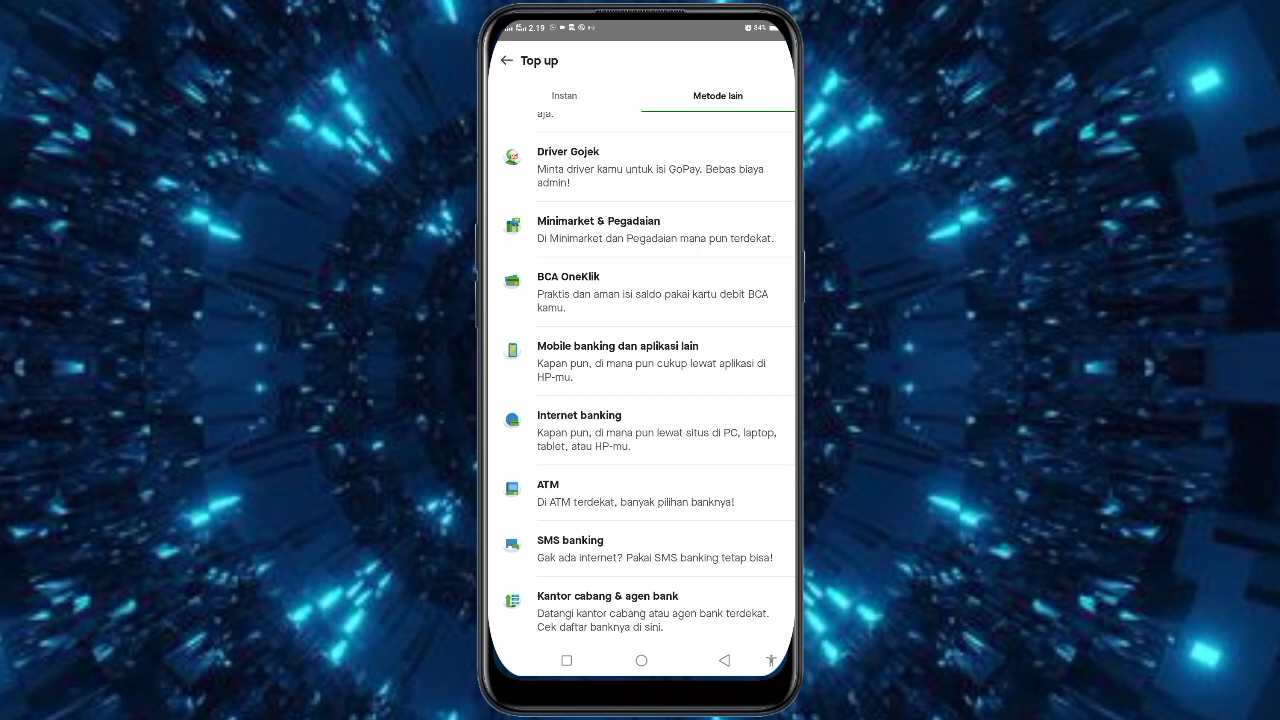 2.19
84%
Top up
Instan
Metode lain
aja.
Driver Gojek
Minta driver kamu untuk isi GoPay. Bebas biaya
admin!
Minimarket & Pegadaian
Di Minimarket dan Pegadaian mana pun terdekat.
BCA OneKlik
Praktis dan aman isi saldo pakai kartu debit BCA
kamu.
Mobile banking dan aplikasi lain
Kapan pun, di mana pun cukup lewat aplikasi di
HP-mu.
Internet banking
Kapan pun, di mana pun lewat situs di PC, laptop,
tablet, atau HP-mu.
ATM
Di ATM terdekat, banyak pilihan banknya!
SMS banking
Gak ada internet? Pakai SMS banking tetap bisa!
Kantor cabang & agen bank
Datangi kantor cabang atau agen bank terdekat.
Cek daftar banknya di sini.